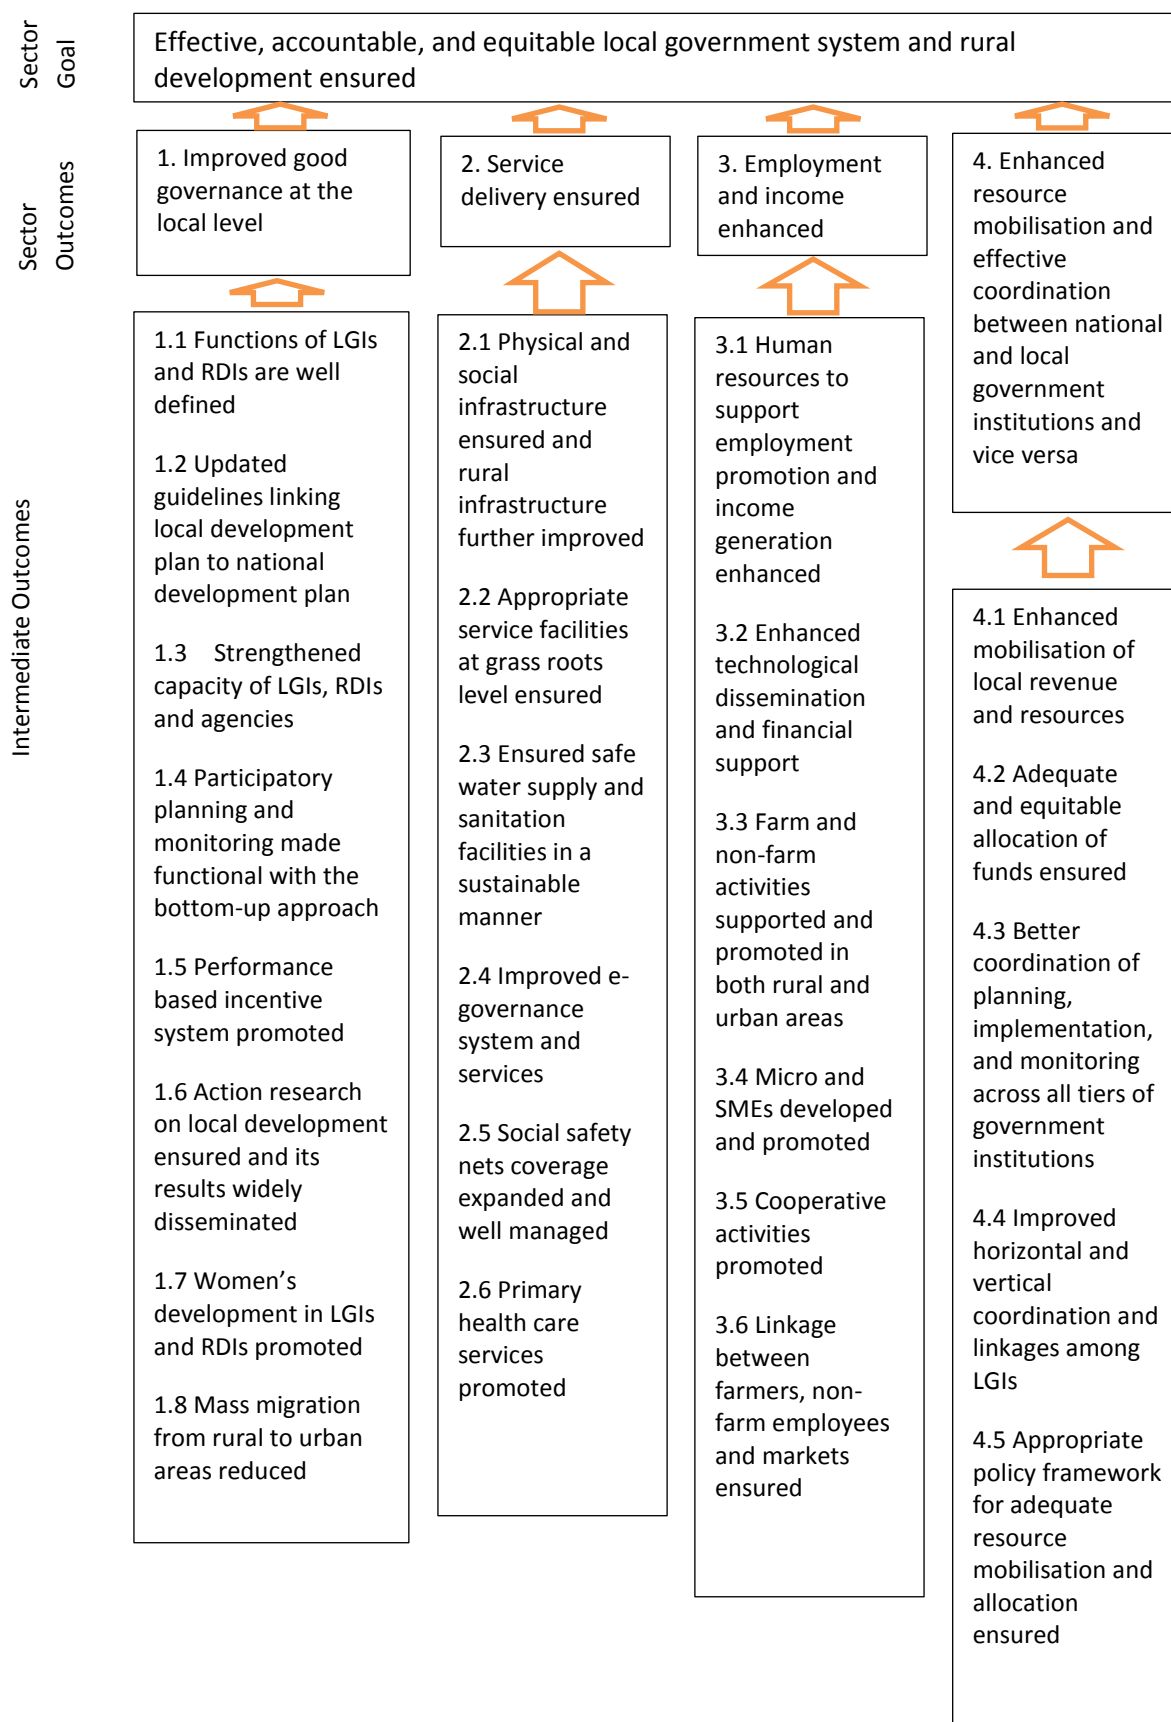 Sector
Goal
Effective, accountable, and equitable local government system and rural
development ensured
Sector
Outcomes
1. Improved good
governance at the
local level
2. Service
delivery ensured
3. Employment
and income
enhanced
4. Enhanced
resource
mobilisation and
effective
coordination
between national
and local
government
institutions and
vice versa
Intermediate Outcomes
1.1 Functions of LGIs
and RDIs are well
defined
1.2 Updated
guidelines linking
local development
plan to national
development plan
1.3 Strengthened
capacity of LGIs, RDIs
and agencies
1.4 Participatory
planning and
monitoring made
functional with the
bottom-up approach
1.5 Performance
based incentive
system promoted
1.6 Action research
on local development
ensured and its
results widely
disseminated
1.7 Women’s
development in LGIs
and RDIs promoted
1.8 Mass migration
from rural to urban
areas reduced
2.1 Physical and
social
infrastructure
ensured and
rural
infrastructure
further improved
2.2 Appropriate
service facilities
at grass roots
level ensured
2.3 Ensured safe
water supply and
sanitation
facilities in a
sustainable
manner
2.4 Improved e-
governance
system and
services
2.5 Social safety
nets coverage
expanded and
well managed
2.6 Primary
health care
services
promoted
3.1 Human
resources to
support
employment
promotion and
income
generation
enhanced
3.2 Enhanced
technological
dissemination
and financial
support
3.3 Farm and
non-farm
activities
supported and
promoted in
both rural and
urban areas
3.4 Micro and
SMEs developed
and promoted
3.5 Cooperative
activities
promoted
3.6 Linkage
between
farmers, non-
farm employees
and markets
ensured
4.1 Enhanced
mobilisation of
local revenue
and resources
4.2 Adequate
and equitable
allocation of
funds ensured
4.3 Better
coordination of
planning,
implementation,
and monitoring
across all tiers of
government
institutions
4.4 Improved
horizontal and
vertical
coordination and
linkages among
LGIs
4.5 Appropriate
policy framework
for adequate
resource
mobilisation and
allocation
ensured